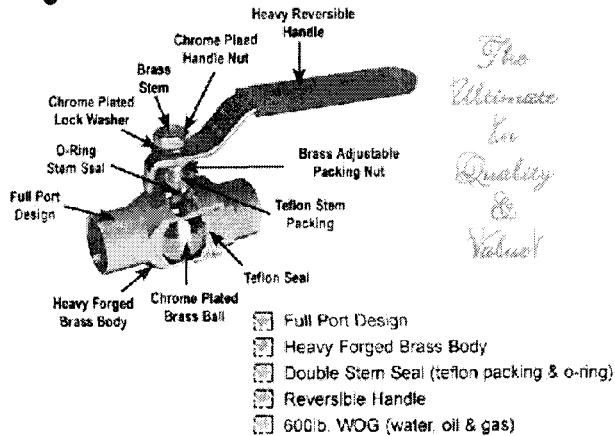 Heavy Reversible
Handle
Chrome Plaed
Handle Nut
Brass
Stem
Chrome Plated
Lock Washer
O-Ring
Stem Seal
Brass Adjustable
Packing Nut
Full Port
Design
Teflon Stem
Packing
Teflon Seal
Heavy Forged
Brass Body
Chrome Plated
Brass Ball
The
Ultimate
In
Quality
&
Value!
Full Port Design
Heavy Forged Brass Body
Double Stem Seal (teflon packing & o-ring)
Reversible Handle
600lb. WOG (water, oil & gas)